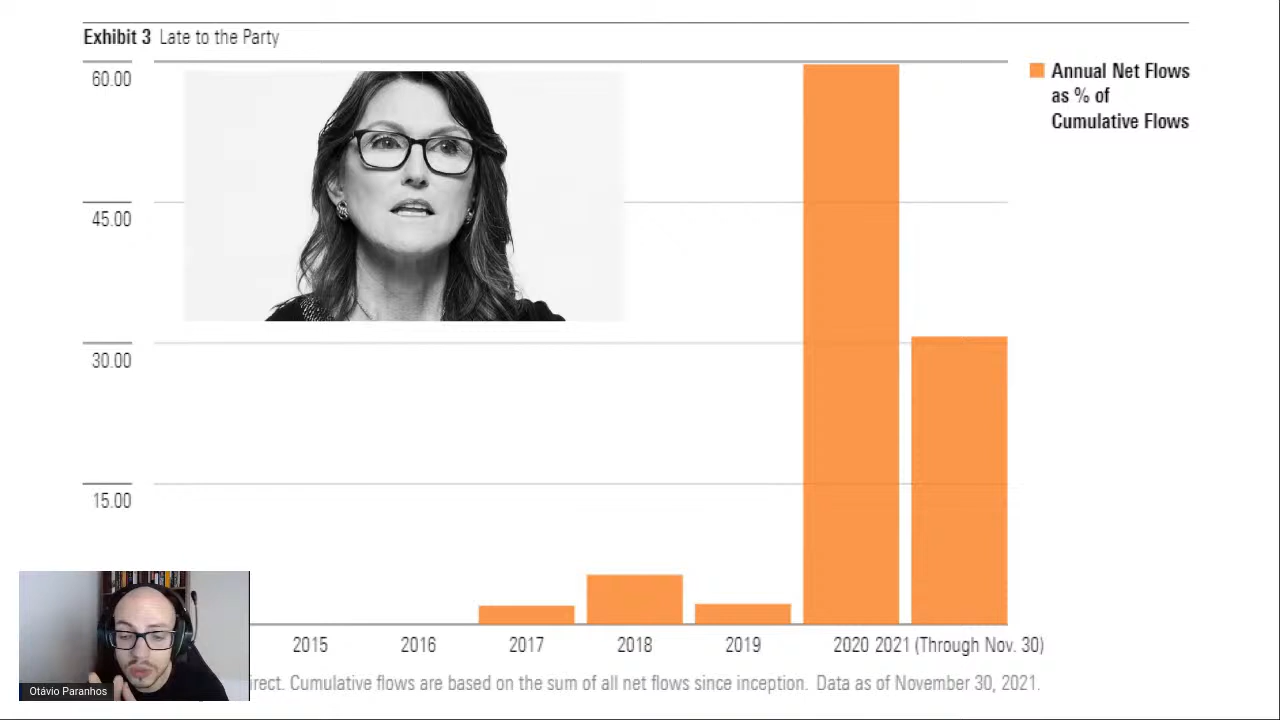 Exhibit 3 Late to the Party
60.00
45.00
30.00
15.00
Annual Net Flows
as % of
Cumulative Flows
2015 2016 2017 2018 2019 2020 2021 (Through Nov. 30)
irect. Cumulative flows are based on the sum of all net flows since inception. Data as of November 30, 2021.
Otávio Paranhos